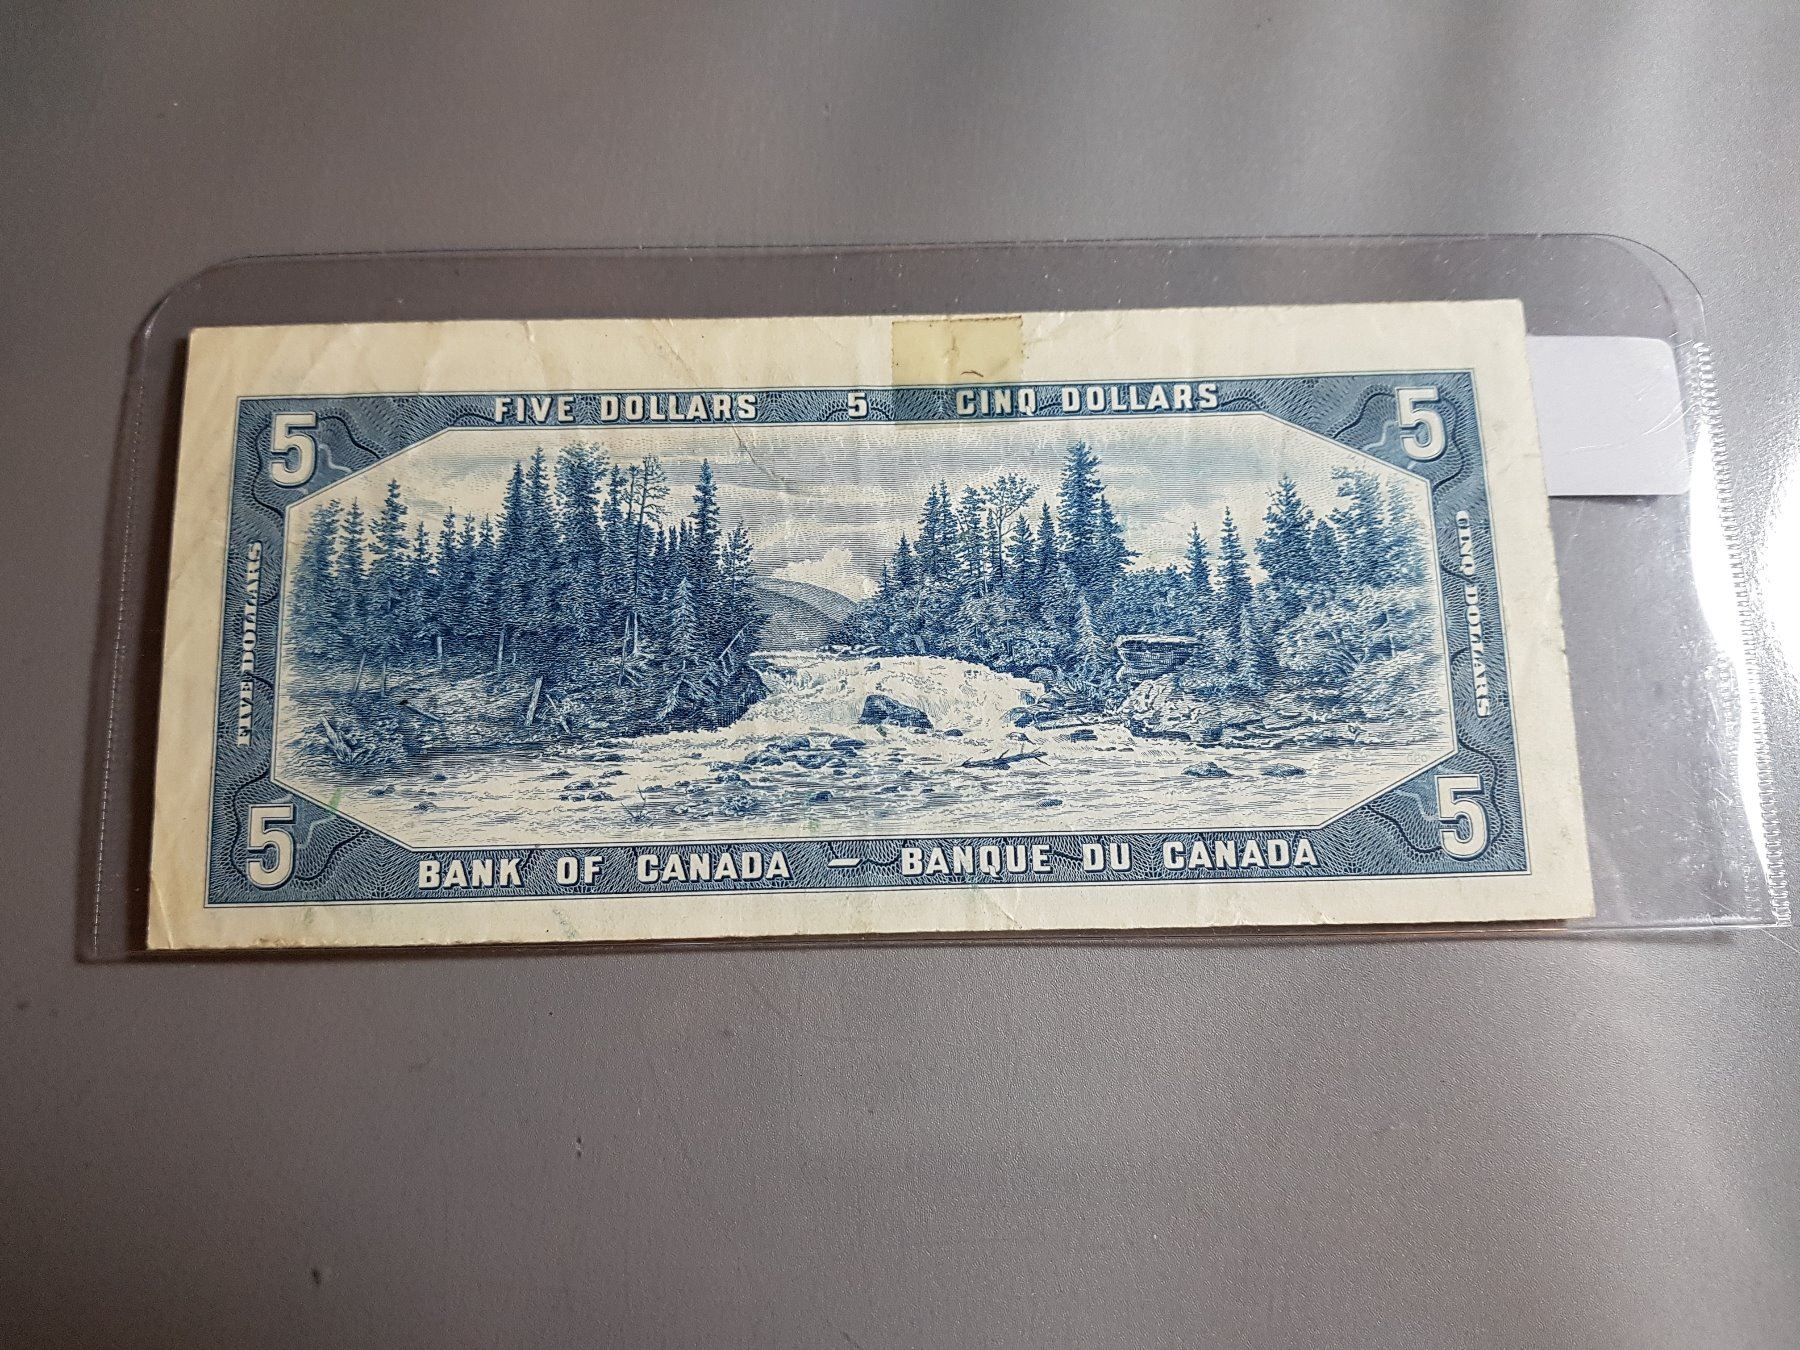 FIVE DOLLARS 5 CINQ DOLLARS
5 5
FIVE DOLLARS
CINQ DOLLARS
5 5
BANK OF CANADA — BANQUE DU CANADA